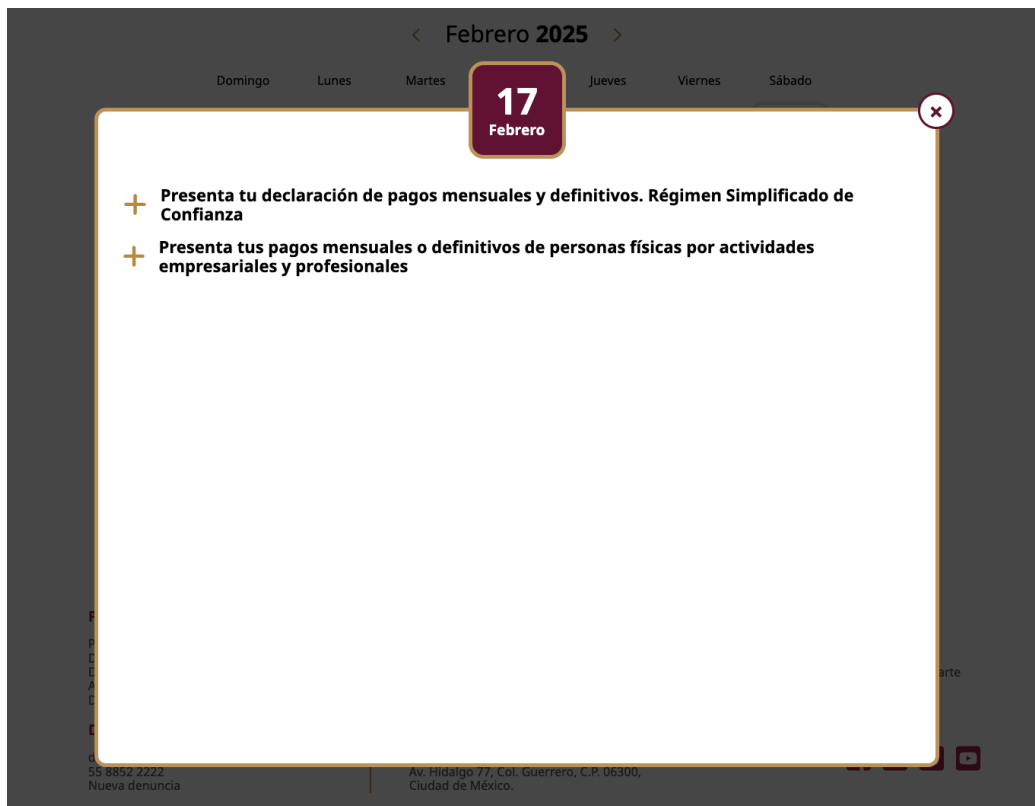 Febrero 2025
Domingo Lunes Martes Jueves Viernes Sábado
17
Febrero
Presenta tu declaración de pagos mensuales y definitivos. Régimen Simplificado de
Confianza
Presenta tus pagos mensuales o definitivos de personas físicas por actividades
empresariales y profesionales
arte
55 8852 2222
Nueva denuncia
Av. Hidalgo 77, Col. Guerrero, C.P. 06300,
Ciudad de México.